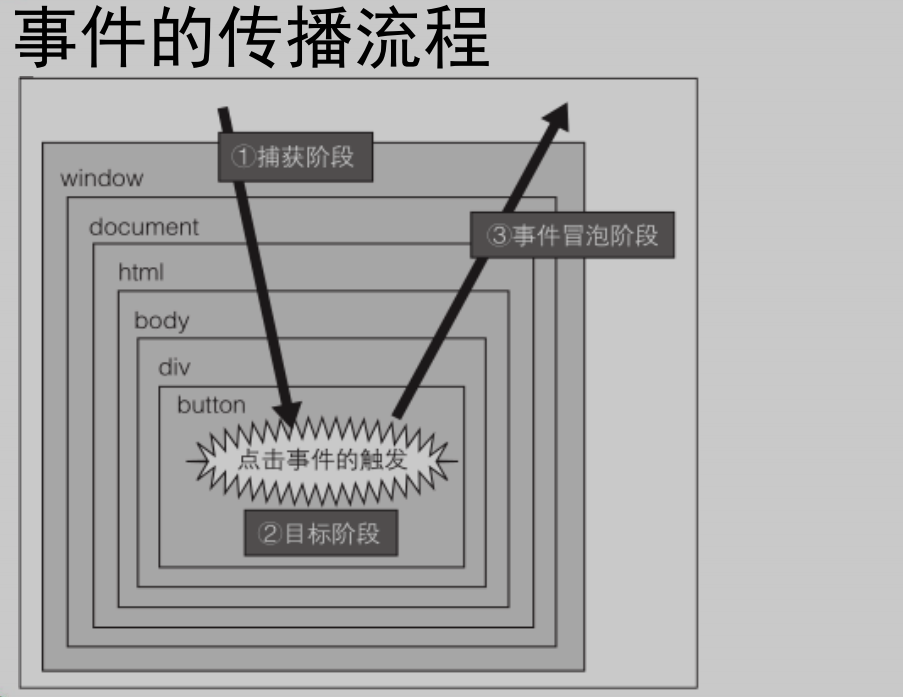 事件的传播流程
①捕获阶段
window
document
③事件冒泡阶段
html
body
div
button
点击事件的触发
②目标阶段